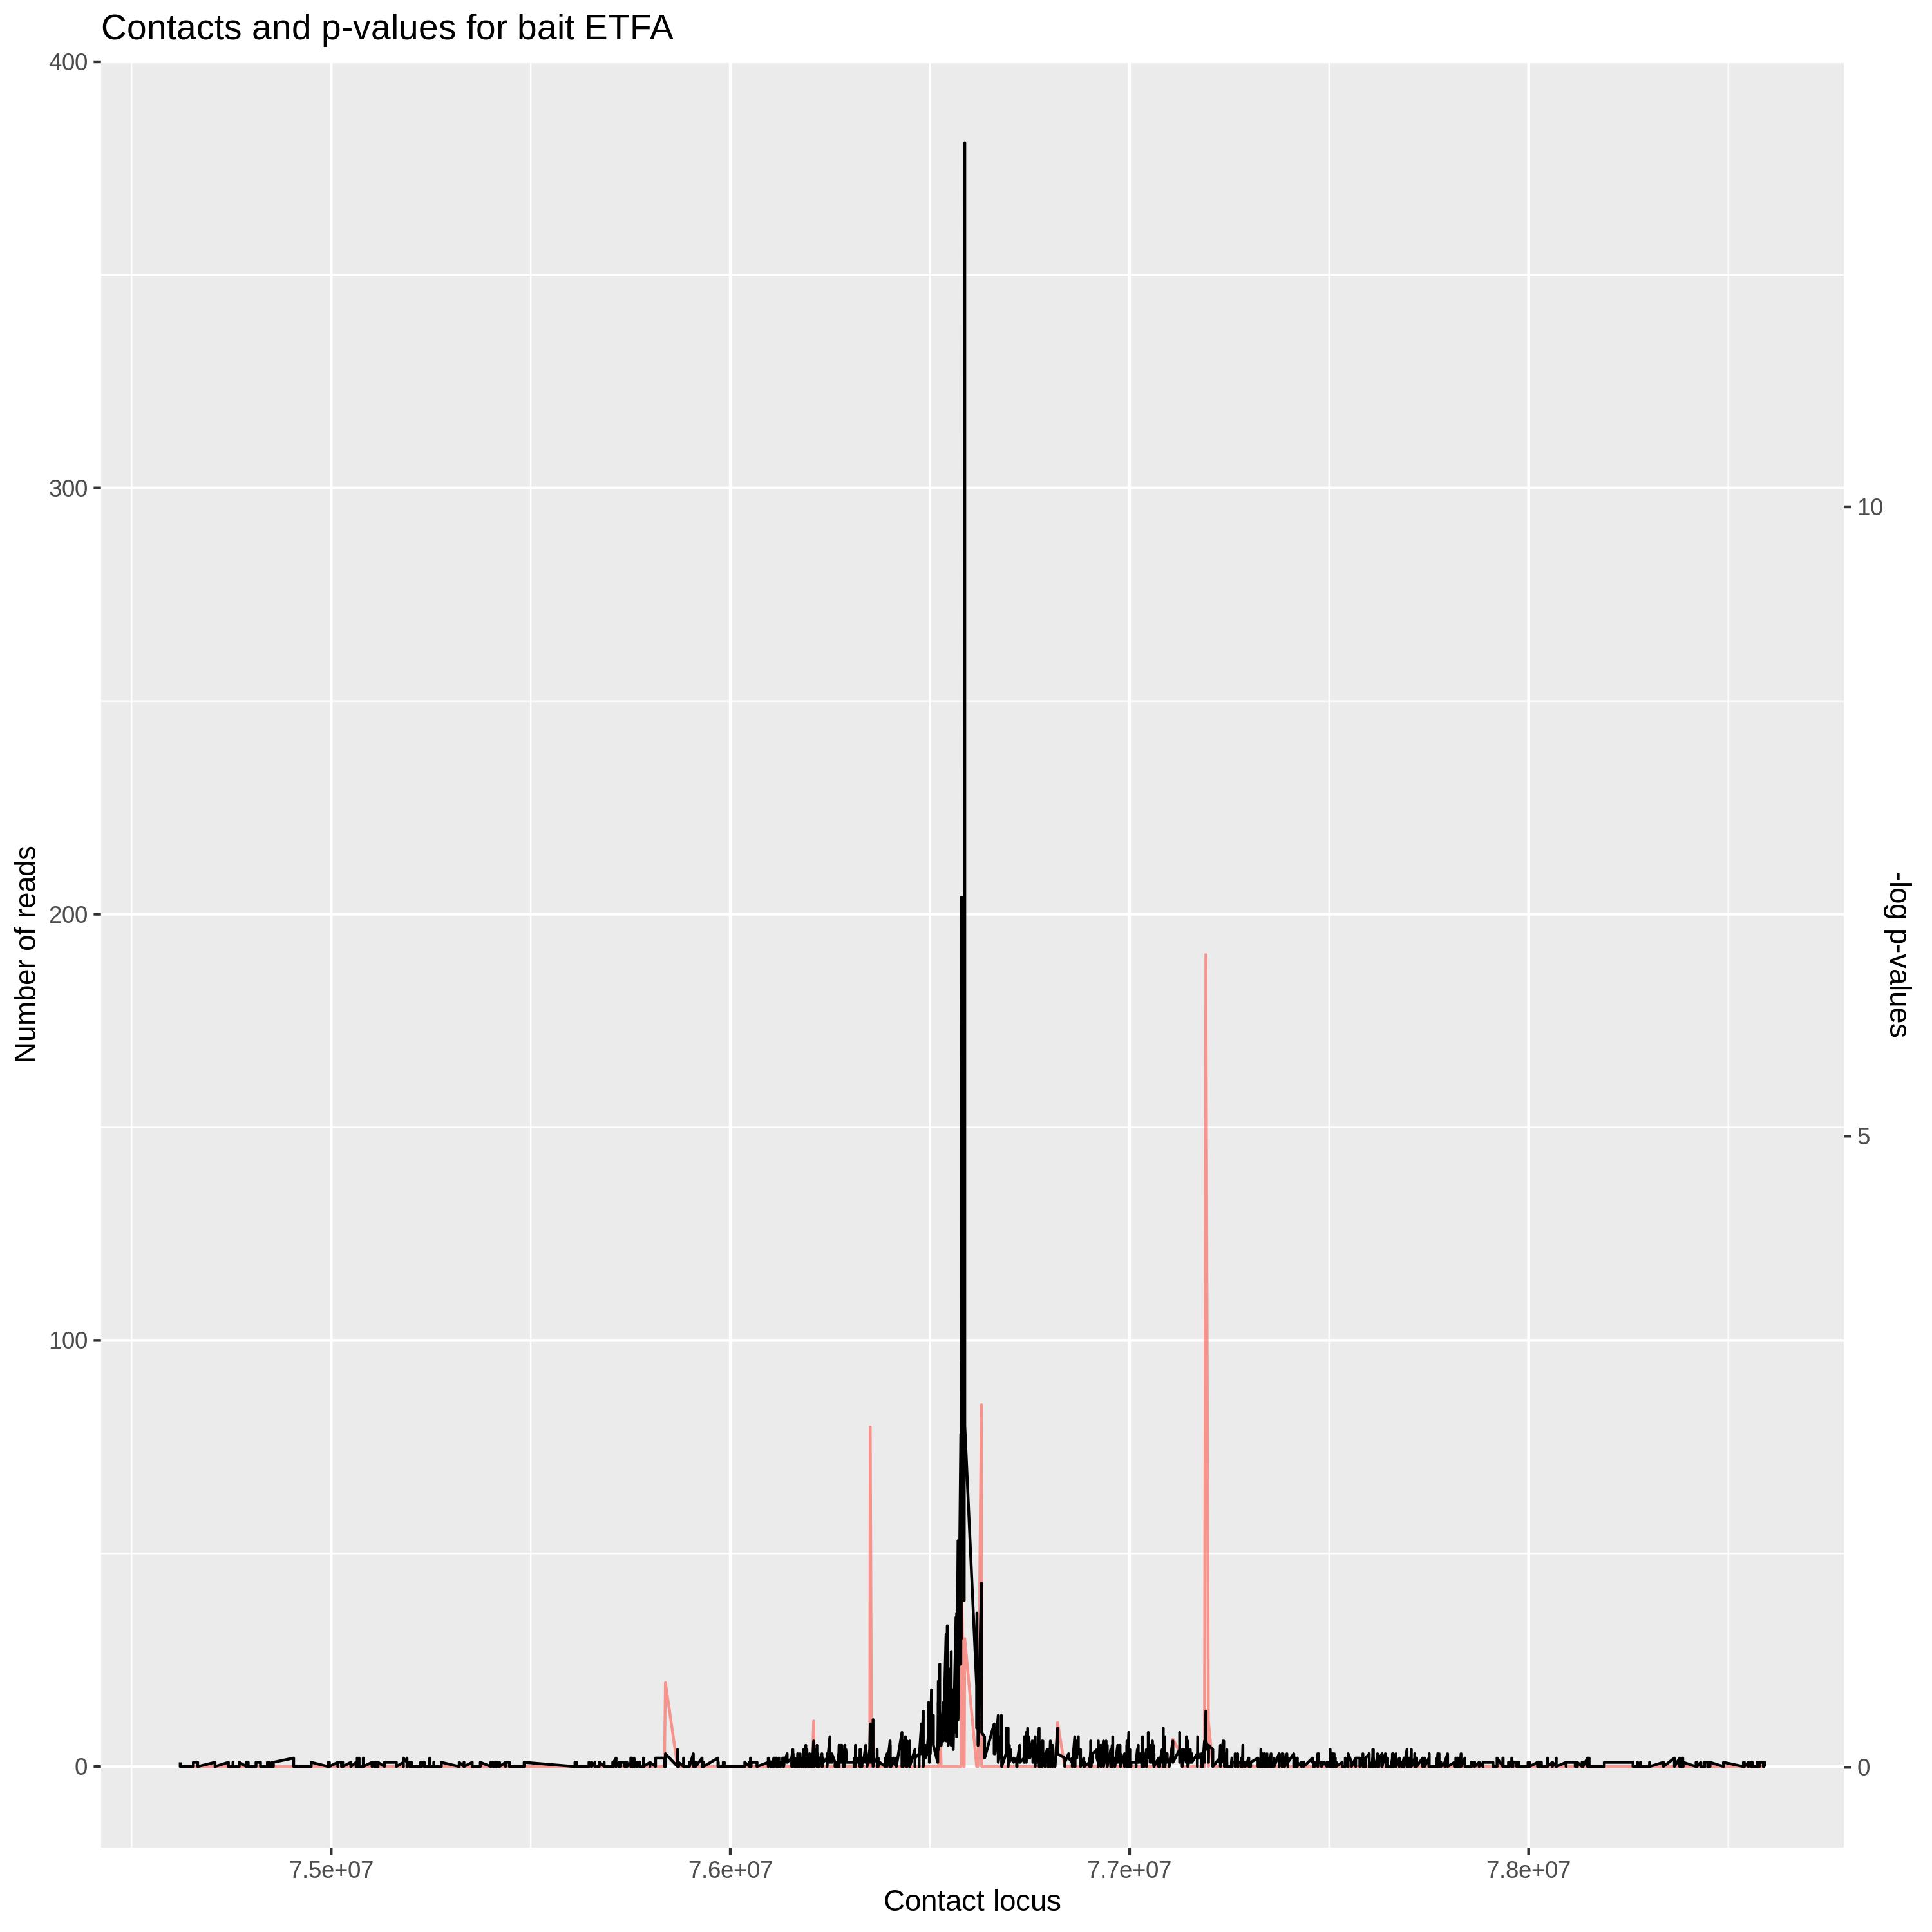 Contacts and p-values for bait ETFA
400
300
200
100
0
Number of reads
10
5
0
-log p-values
7.5e+07
7.6e+07
7.7e+07
7.8e+07
Contact locus